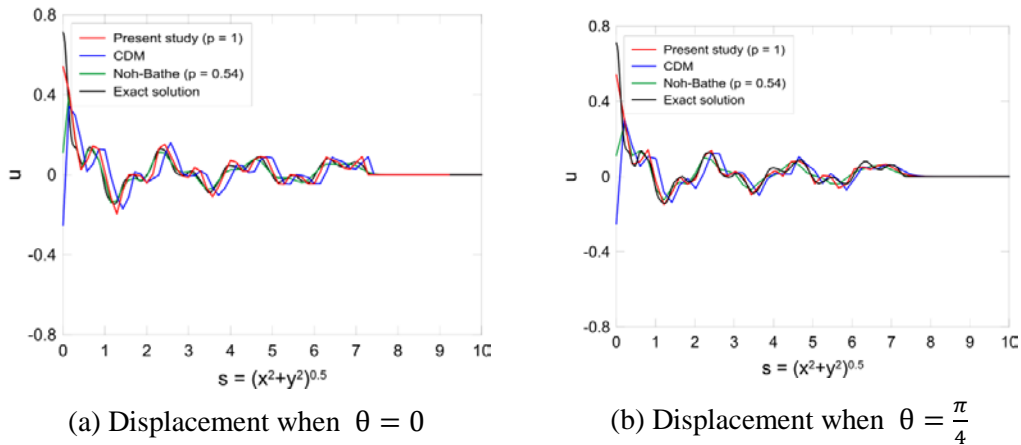 0.8
0.4
0
-0.4
-0.8
u
Present study (p = 1)
CDM
Noh-Bathe (p = 0.54)
Exact solution
0 1 2 3 4 5 6 7 8 9 10
s = (x²+y²)⁰·⁵
(a) Displacement when θ = 0
0.8
0.4
0
-0.4
-0.8
u
Present study (p = 1)
CDM
Noh-Bathe (p = 0.54)
Exact solution
0 1 2 3 4 5 6 7 8 9 10
s = (x²+y²)⁰·⁵
(b) Displacement when θ = π/4